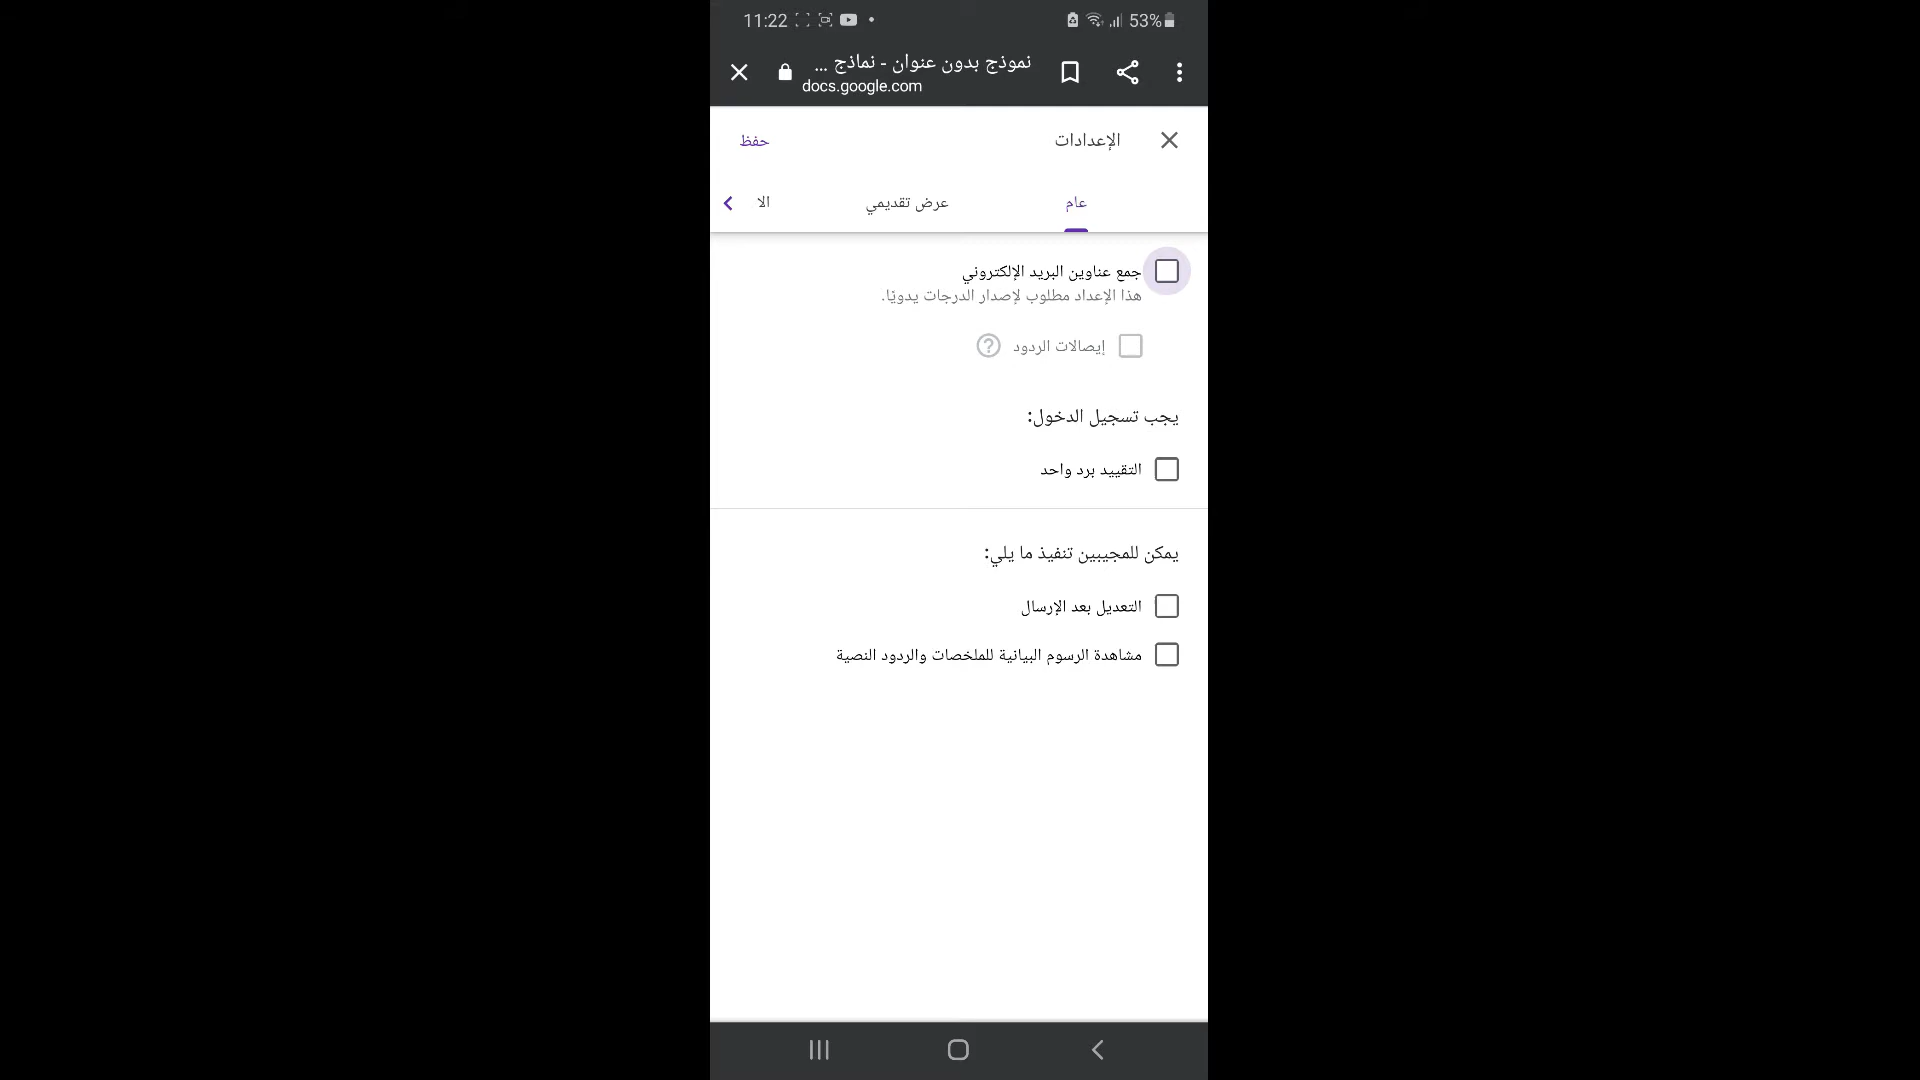 11:22
53%
نموذج بدون عنوان - نماذج ...
docs.google.com
الإعدادات
حفظ
عام
عرض تقديمي
الا
جمع عناوين البريد الإلكتروني
هذا الإعداد مطلوب لإصدار الدرجات يدويًا.
إيصالات الردود
يجب تسجيل الدخول:
التقييد برد واحد
يمكن للمجيبين تنفيذ ما يلي:
التعديل بعد الإرسال
مشاهدة الرسوم البيانية للملخصات والردود النصية